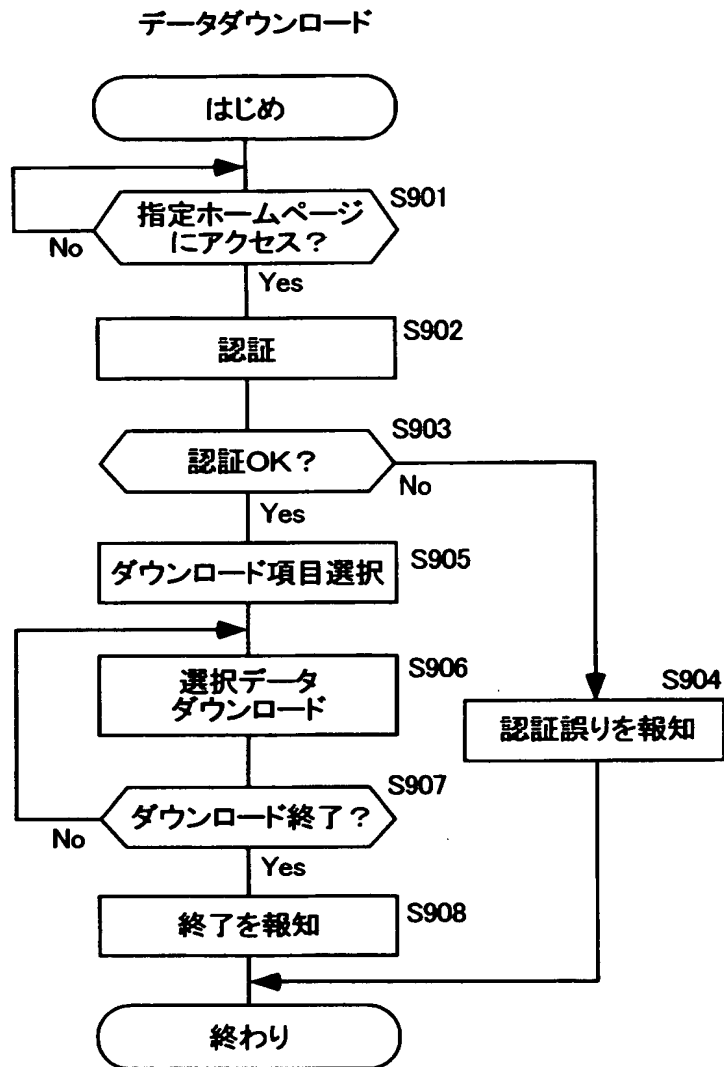 データダウンロード
はじめ
S901
指定ホームページ
にアクセス？
No
Yes
S902
認証
S903
認証OK？
No
Yes
S905
ダウンロード項目選択
S906
選択データ
ダウンロード
S904
認証誤りを報知
S907
ダウンロード終了？
No
Yes
S908
終了を報知
終わり